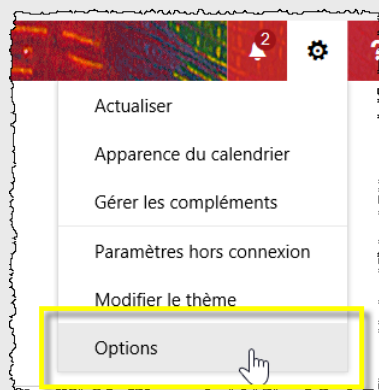 2
?
Actualiser
Apparence du calendrier
Gérer les compléments
Paramètres hors connexion
Modifier le thème
Options